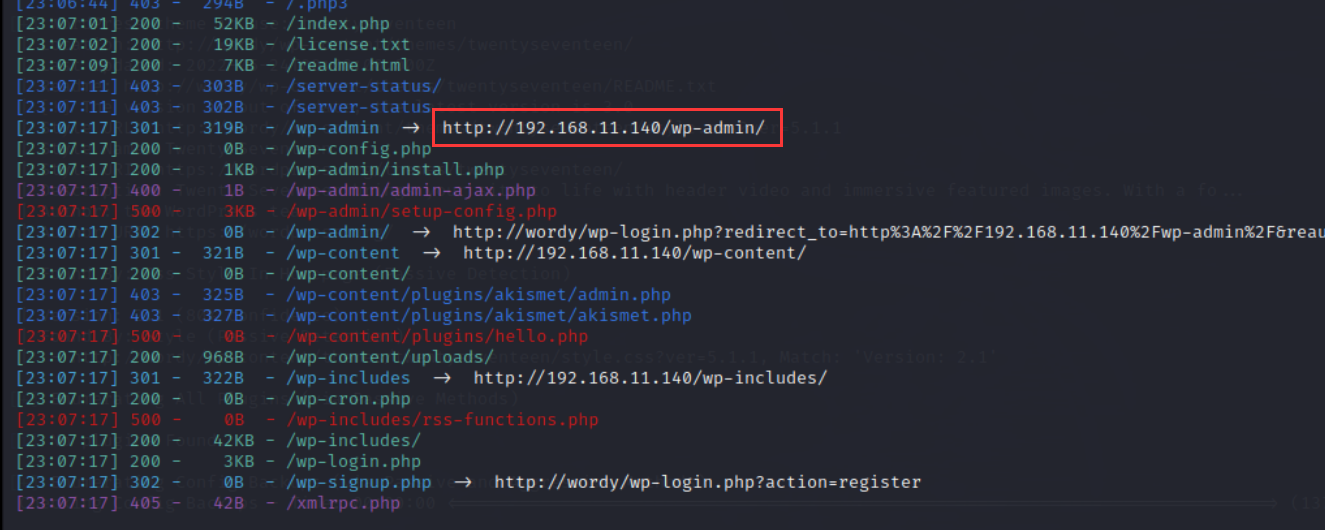 [23:06:44] 403 - 294B - /.php3
[23:07:01] 200 - 52KB - /index.php
[23:07:02] 200 - 19KB - /license.txt
[23:07:09] 200 - 7KB - /readme.html
[23:07:11] 403 - 303B - /server-status/
[23:07:11] 403 - 302B - /server-status
[23:07:17] 301 - 319B - /wp-admin → http://192.168.11.140/wp-admin/
[23:07:17] 200 - 0B - /wp-config.php
[23:07:17] 200 - 1KB - /wp-admin/install.php
[23:07:17] 400 - 1B - /wp-admin/admin-ajax.php
[23:07:17] 500 - 3KB - /wp-admin/setup-config.php
[23:07:17] 302 - 0B - /wp-admin/ → http://wordy/wp-login.php?redirect_to=http%3A%2F%2F192.168.11.140%2Fwp-admin%2F&reau
[23:07:17] 301 - 321B - /wp-content → http://192.168.11.140/wp-content/
[23:07:17] 200 - 0B - /wp-content/
[23:07:17] 403 - 325B - /wp-content/plugins/akismet/admin.php
[23:07:17] 403 - 327B - /wp-content/plugins/akismet/akismet.php
[23:07:17] 500 - 0B - /wp-content/plugins/hello.php
[23:07:17] 200 - 968B - /wp-content/uploads/
[23:07:17] 301 - 322B - /wp-includes → http://192.168.11.140/wp-includes/
[23:07:17] 200 - 0B - /wp-cron.php
[23:07:17] 500 - 0B - /wp-includes/rss-functions.php
[23:07:17] 200 - 42KB - /wp-includes/
[23:07:17] 200 - 3KB - /wp-login.php
[23:07:17] 302 - 0B - /wp-signup.php → http://wordy/wp-login.php?action=register
[23:07:17] 405 - 42B - /xmlrpc.php